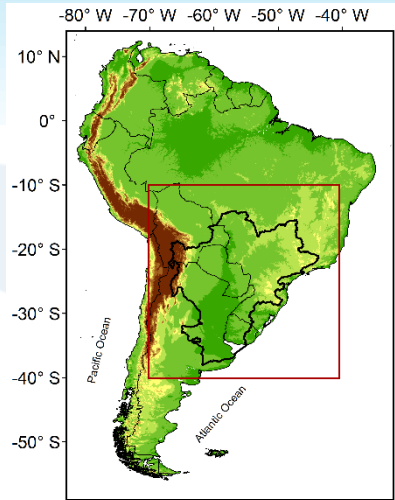 -80° W -70° W -60° W -50° W -40° W
10° N
0°
-10° S
-20° S
-30° S
-40° S
-50° S
Pacific Ocean
Atlantic Ocean